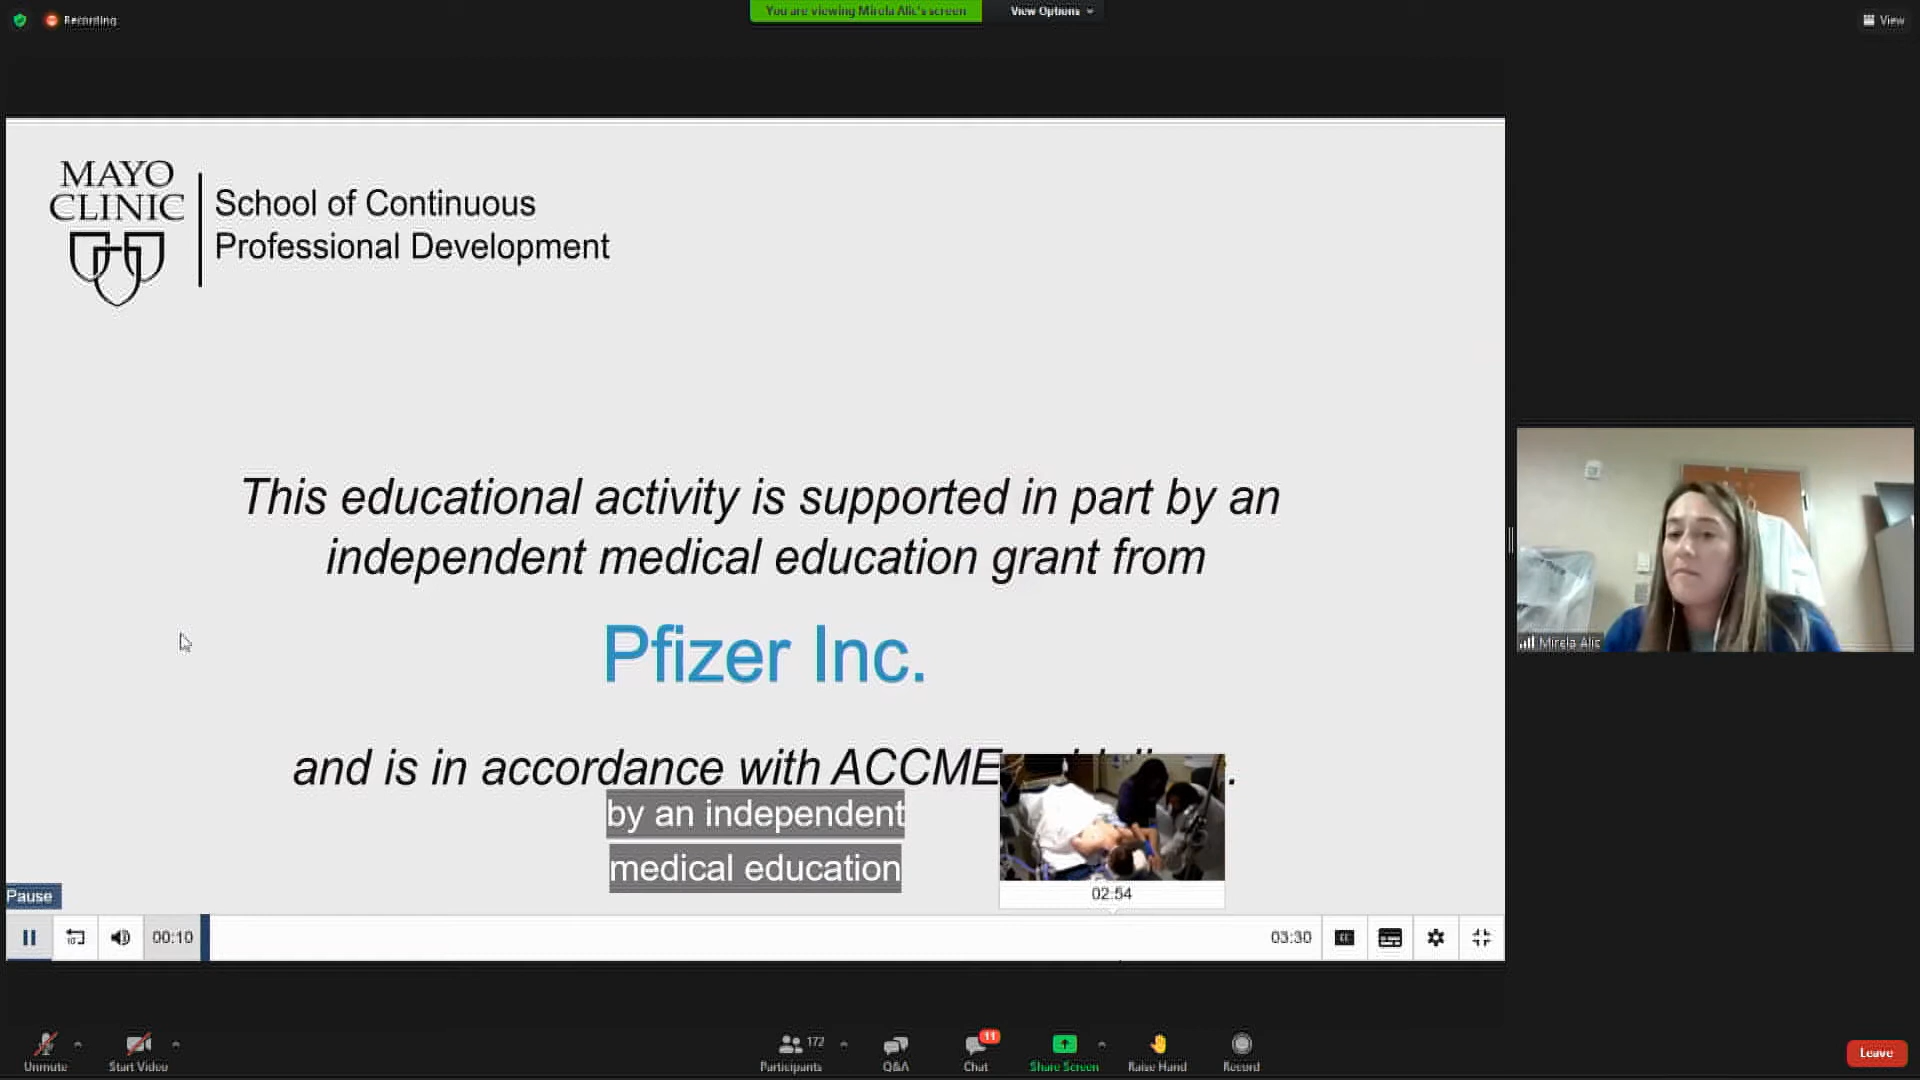 Recording
You are viewing Mirela Alic's screen
View Options
View
MAYO
CLINIC
School of Continuous
Professional Development
This educational activity is supported in part by an
independent medical education grant from
Pfizer Inc.
and is in accordance with ACCME
by an independent
medical education
02:54
Pause
10
00:10
03:30
CC
Mirela Alic
Unmute
Start Video
172
Participants
Q&A
11
Chat
Share Screen
Raise Hand
Record
Leave